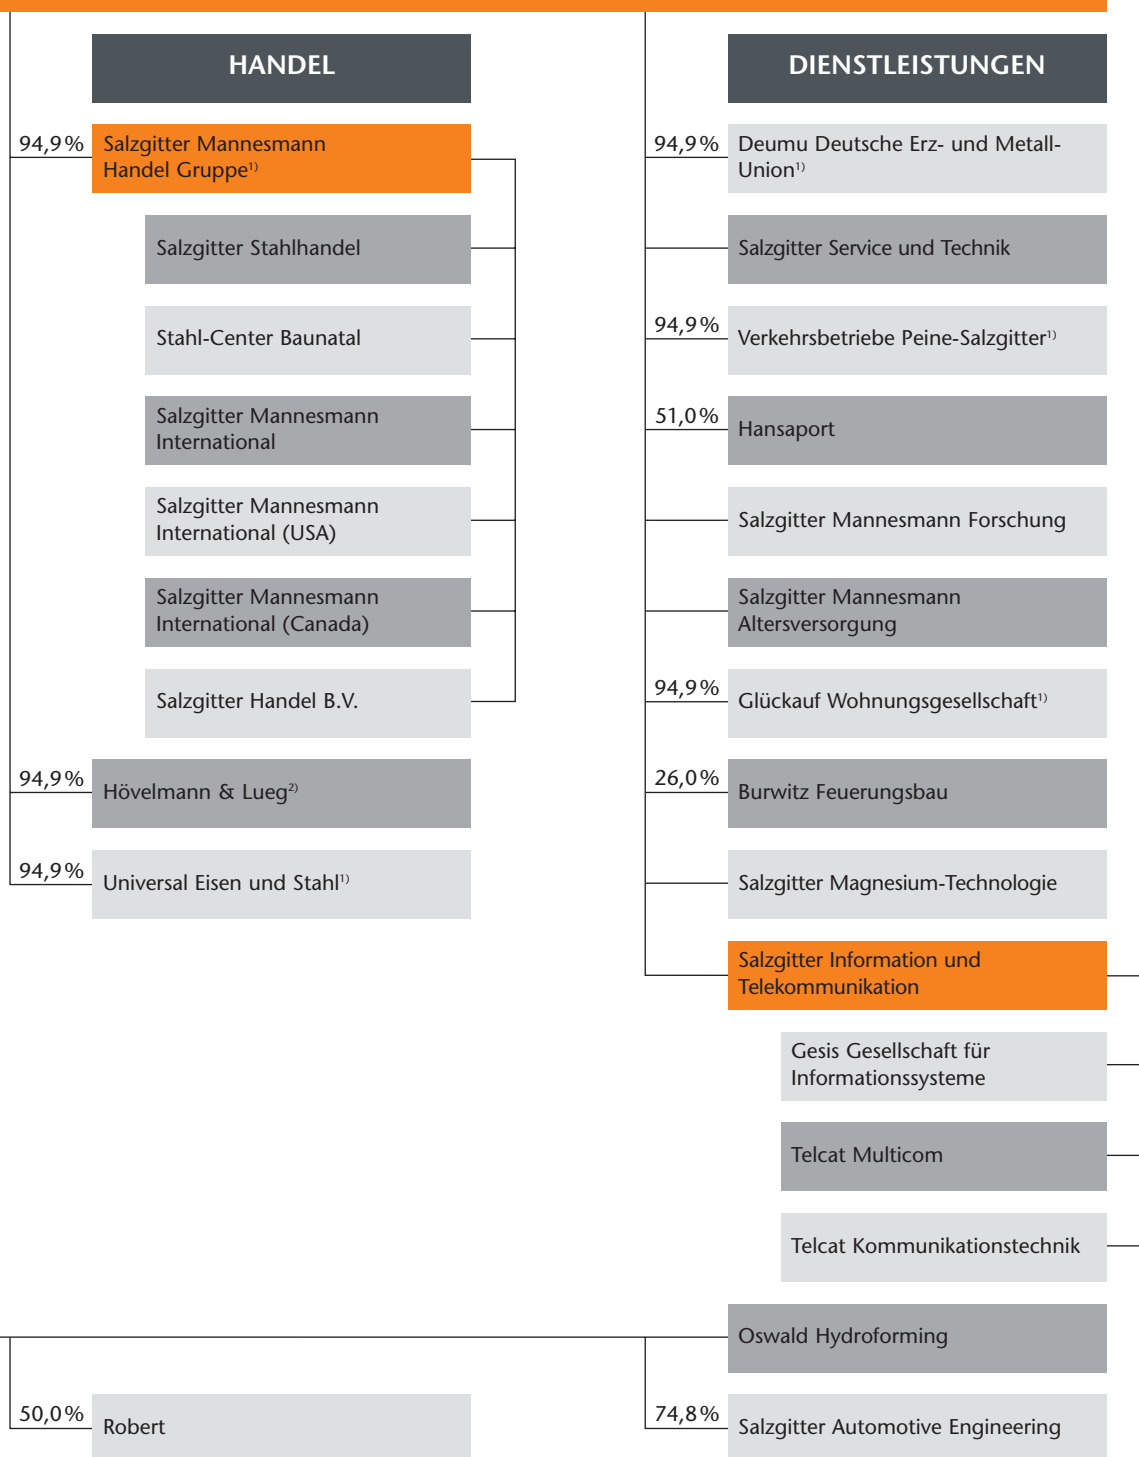 HANDEL
94,9% Salzgitter Mannesmann
Handel Gruppe1)
Salzgitter Stahlhandel
Stahl-Center Baunatal
Salzgitter Mannesmann
International
Salzgitter Mannesmann
International (USA)
Salzgitter Mannesmann
International (Canada)
Salzgitter Handel B.V.
94,9% Hövelmann & Lueg2)
94,9% Universal Eisen und Stahl1)
50,0% Robert
DIENSTLEISTUNGEN
94,9% Deumu Deutsche Erz- und Metall-
Union1)
Salzgitter Service und Technik
94,9% Verkehrsbetriebe Peine-Salzgitter1)
51,0% Hansaport
Salzgitter Mannesmann Forschung
Salzgitter Mannesmann
Altersversorgung
94,9% Glückauf Wohnungsgesellschaft1)
26,0% Burwitz Feuerungsbau
Salzgitter Magnesium-Technologie
Salzgitter Information und
Telekommunikation
Gesis Gesellschaft für
Informationssysteme
Telcat Multicom
Telcat Kommunikationstechnik
Oswald Hydroforming
74,8% Salzgitter Automotive Engineering